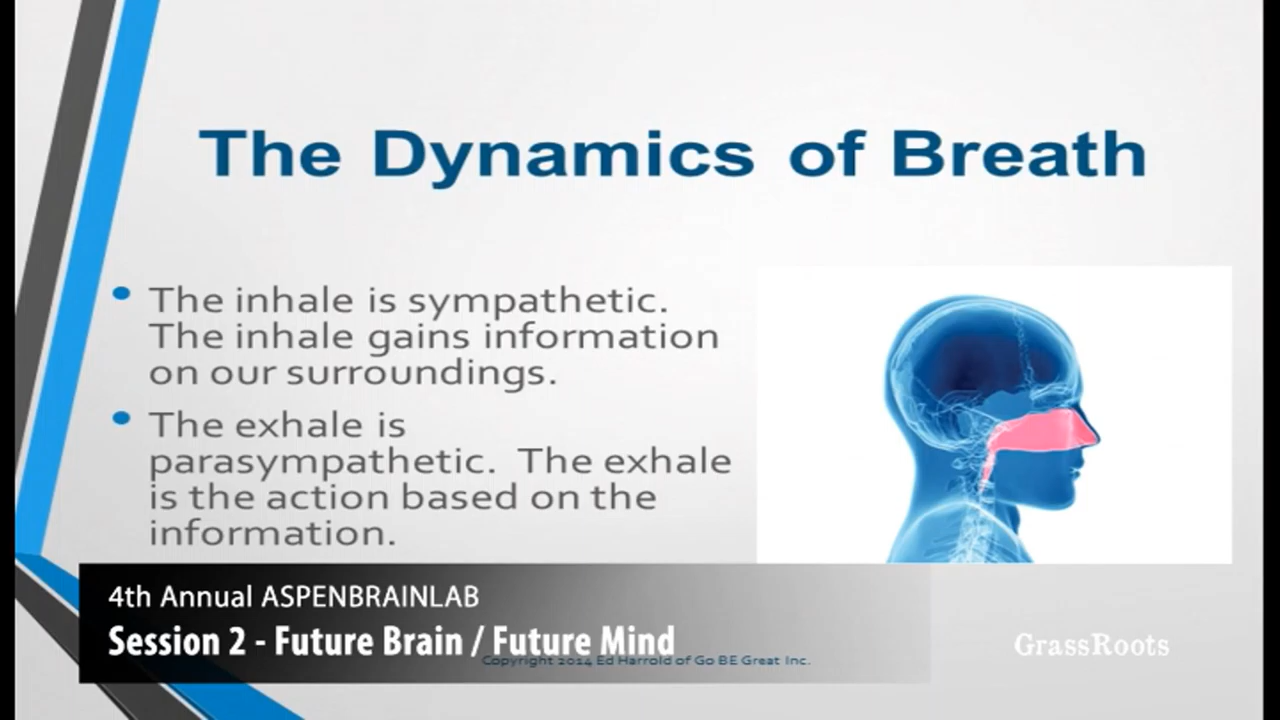 The Dynamics of Breath
The inhale is sympathetic.
The inhale gains information
on our surroundings.
The exhale is
parasympathetic. The exhale
is the action based on the
information.
4th Annual ASPENBRAINLAB
Session 2 - Future Brain / Future Mind
Copyright 2014 Ed Harrold of Go BE Great Inc.
GrassRoots